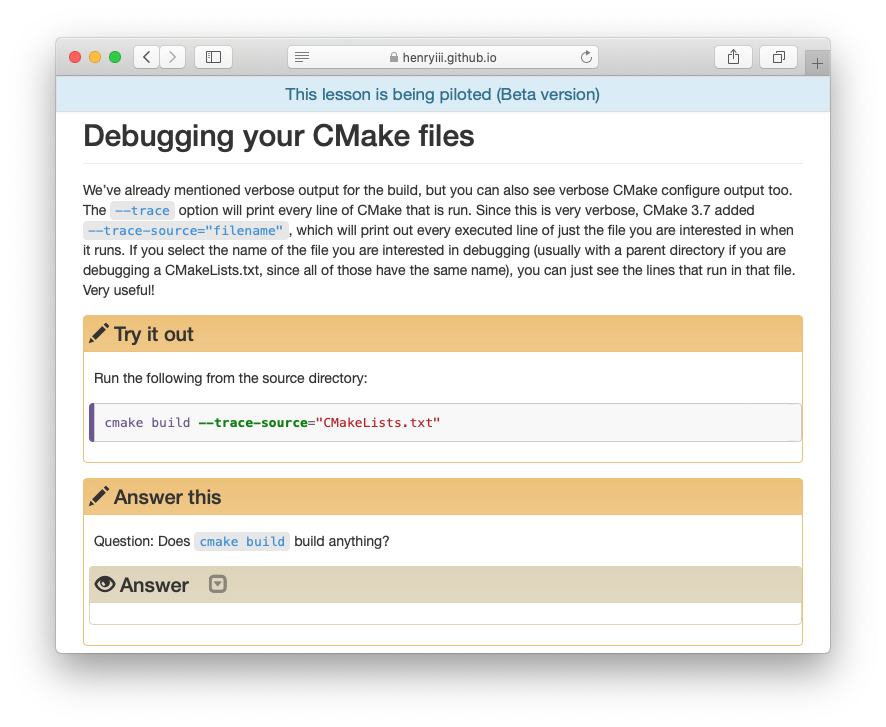 henryiii.github.io
This lesson is being piloted (Beta version)
Debugging your CMake files
We've already mentioned verbose output for the build, but you can also see verbose CMake configure output too.
The --trace option will print every line of CMake that is run. Since this is very verbose, CMake 3.7 added
--trace-source="filename", which will print out every executed line of just the file you are interested in when
it runs. If you select the name of the file you are interested in debugging (usually with a parent directory if you are
debugging a CMakeLists.txt, since all of those have the same name), you can just see the lines that run in that file.
Very useful!
Try it out
Run the following from the source directory:
cmake build --trace-source="CMakeLists.txt"
Answer this
Question: Does cmake build build anything?
Answer